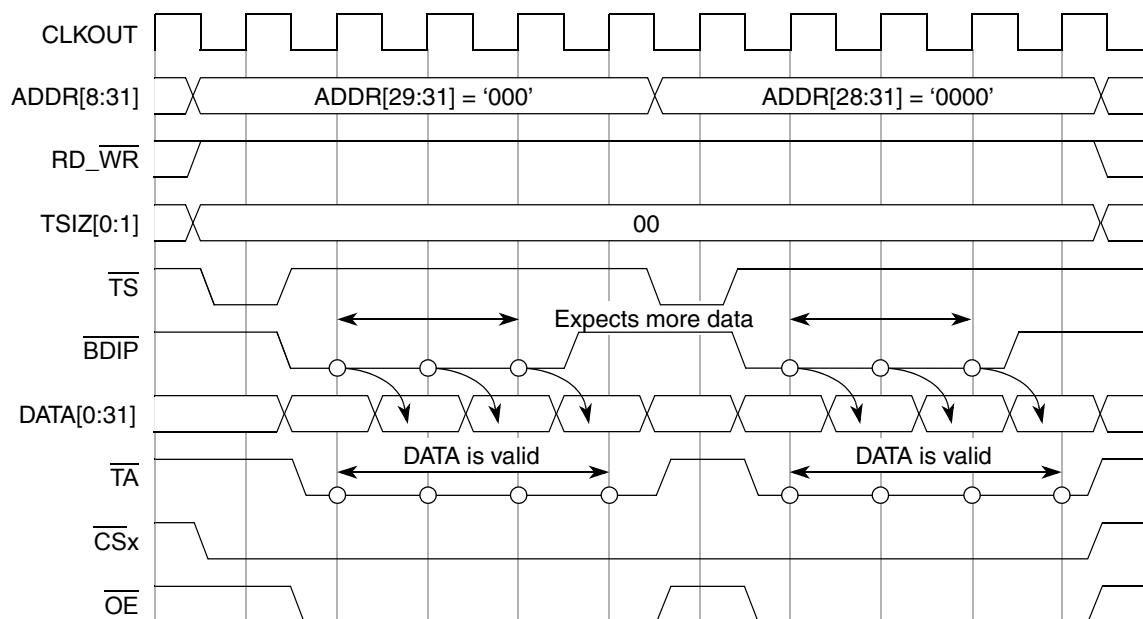 CLKOUT
ADDR[8:31]
ADDR[29:31] = ‘000’
ADDR[28:31] = ‘0000’
RD_WR
TSIZ[0:1]
00
TS
Expects more data
BDIP
DATA[0:31]
DATA is valid
DATA is valid
TA
CSx
OE